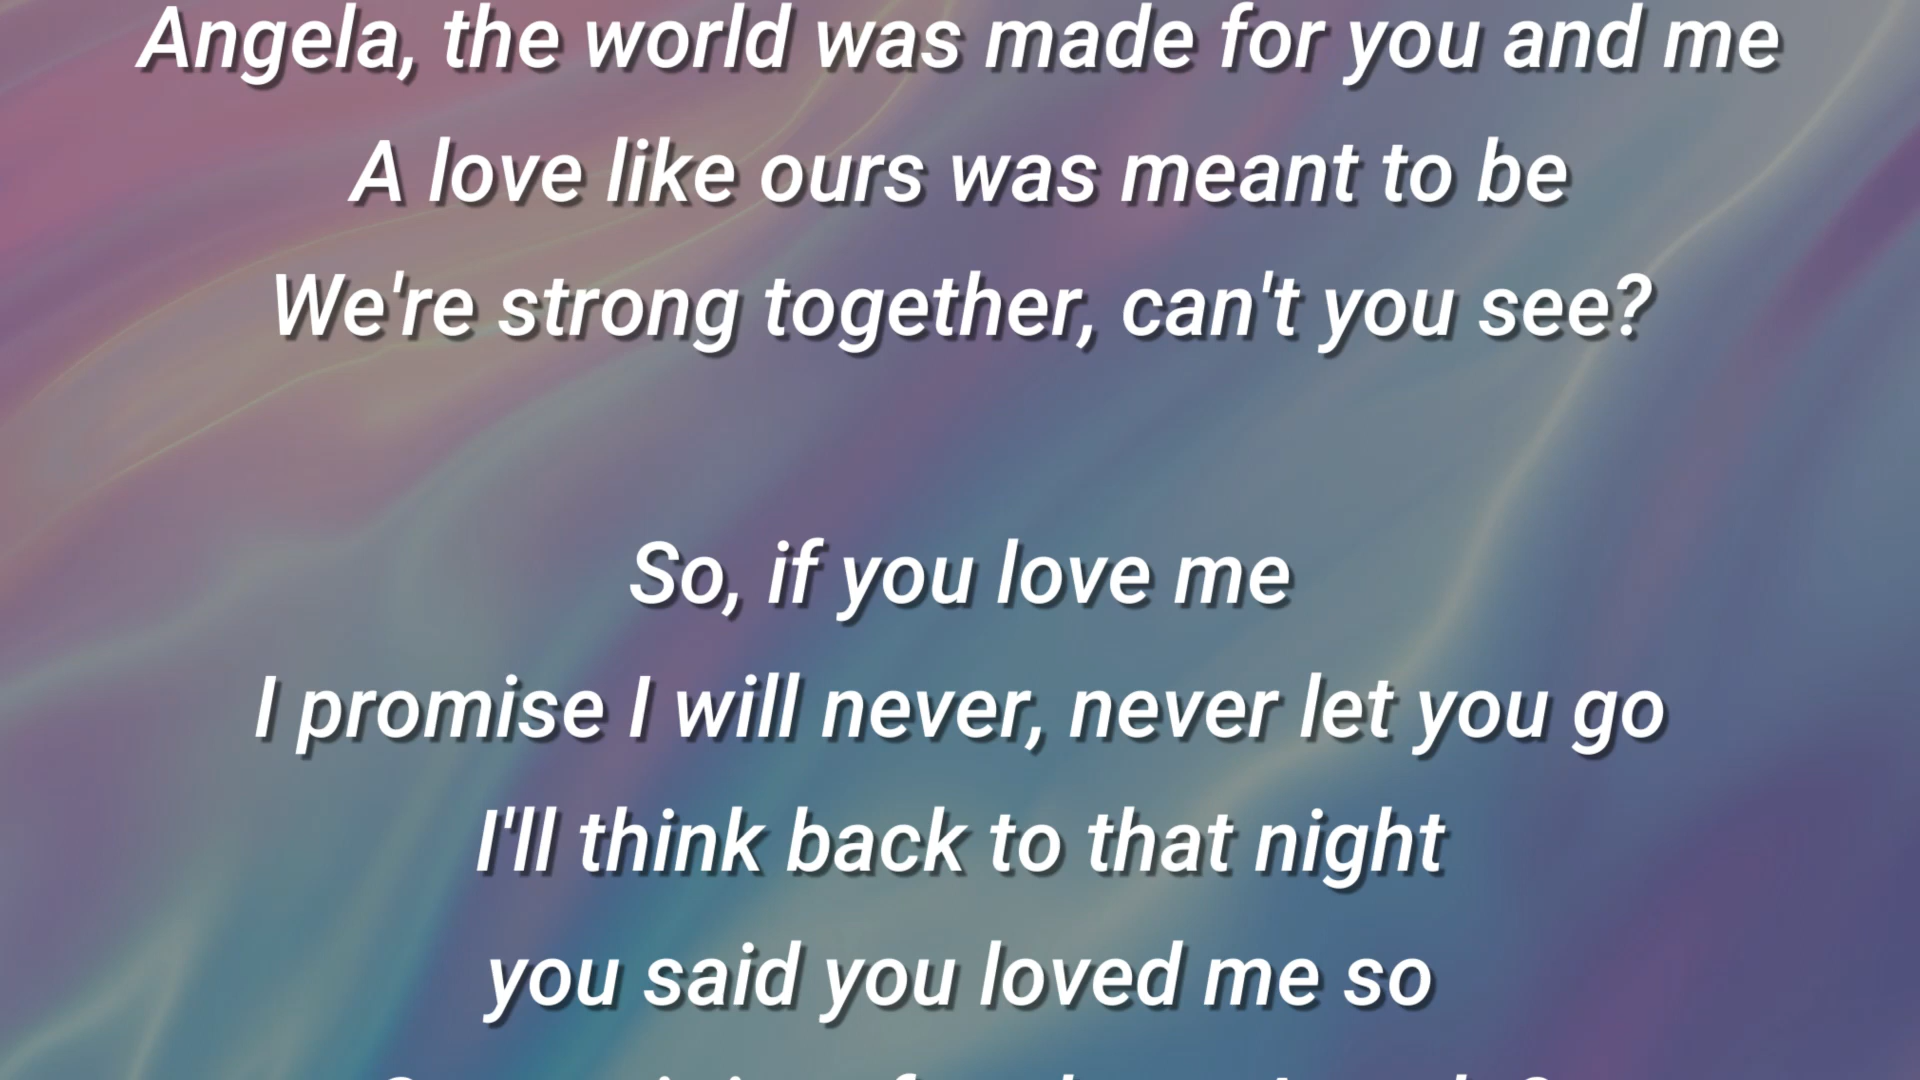 Angela, the world was made for you and me
A love like ours was meant to be
We're strong together, can't you see?
So, if you love me
I promise I will never, never let you go
I'll think back to that night
you said you loved me so